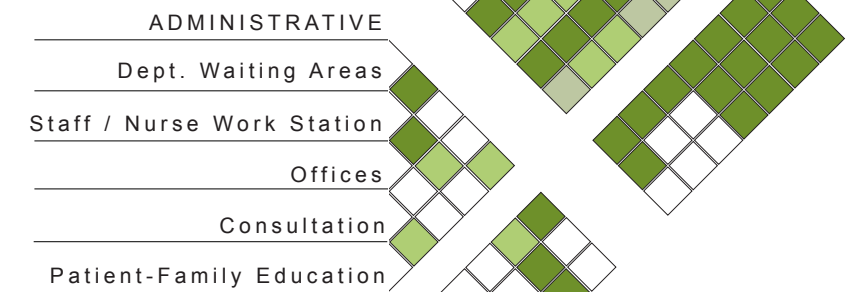 ADMINISTRATIVE
Dept. Waiting Areas
Staff / Nurse Work Station
Offices
Consultation
Patient-Family Education